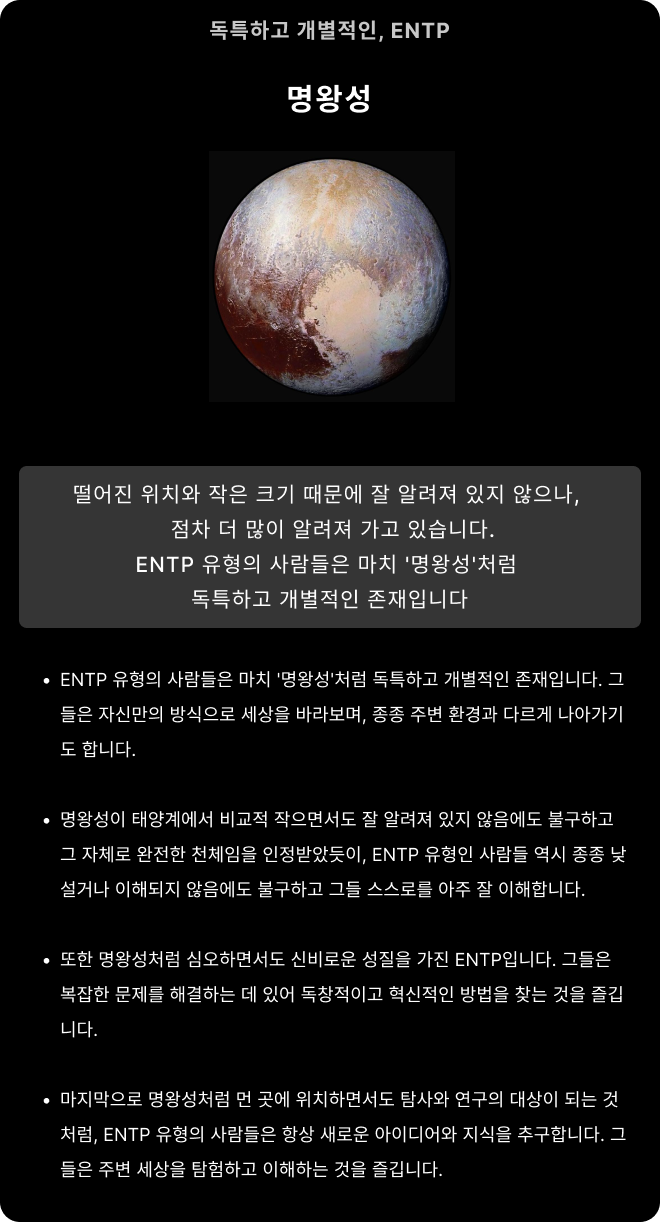 독특하고 개별적인, ENTP
명왕성
떨어진 위치와 작은 크기 때문에 잘 알려져 있지 않으나,
점차 더 많이 알려져 가고 있습니다.
ENTP 유형의 사람들은 마치 '명왕성'처럼
독특하고 개별적인 존재입니다
• ENTP 유형의 사람들은 마치 '명왕성'처럼 독특하고 개별적인 존재입니다. 그
들은 자신만의 방식으로 세상을 바라보며, 종종 주변 환경과 다르게 나아가기
도 합니다.
• 명왕성이 태양계에서 비교적 작으면서도 잘 알려져 있지 않음에도 불구하고
그 자체로 완전한 천체임을 인정받았듯이, ENTP 유형인 사람들 역시 종종 낯
설거나 이해되지 않음에도 불구하고 그들 스스로를 아주 잘 이해합니다.
• 또한 명왕성처럼 심오하면서도 신비로운 성질을 가진 ENTP입니다. 그들은
복잡한 문제를 해결하는 데 있어 독창적이고 혁신적인 방법을 찾는 것을 즐깁
니다.
• 마지막으로 명왕성처럼 먼 곳에 위치하면서도 탐사와 연구의 대상이 되는 것
처럼, ENTP 유형의 사람들은 항상 새로운 아이디어와 지식을 추구합니다. 그
들은 주변 세상을 탐험하고 이해하는 것을 즐깁니다.